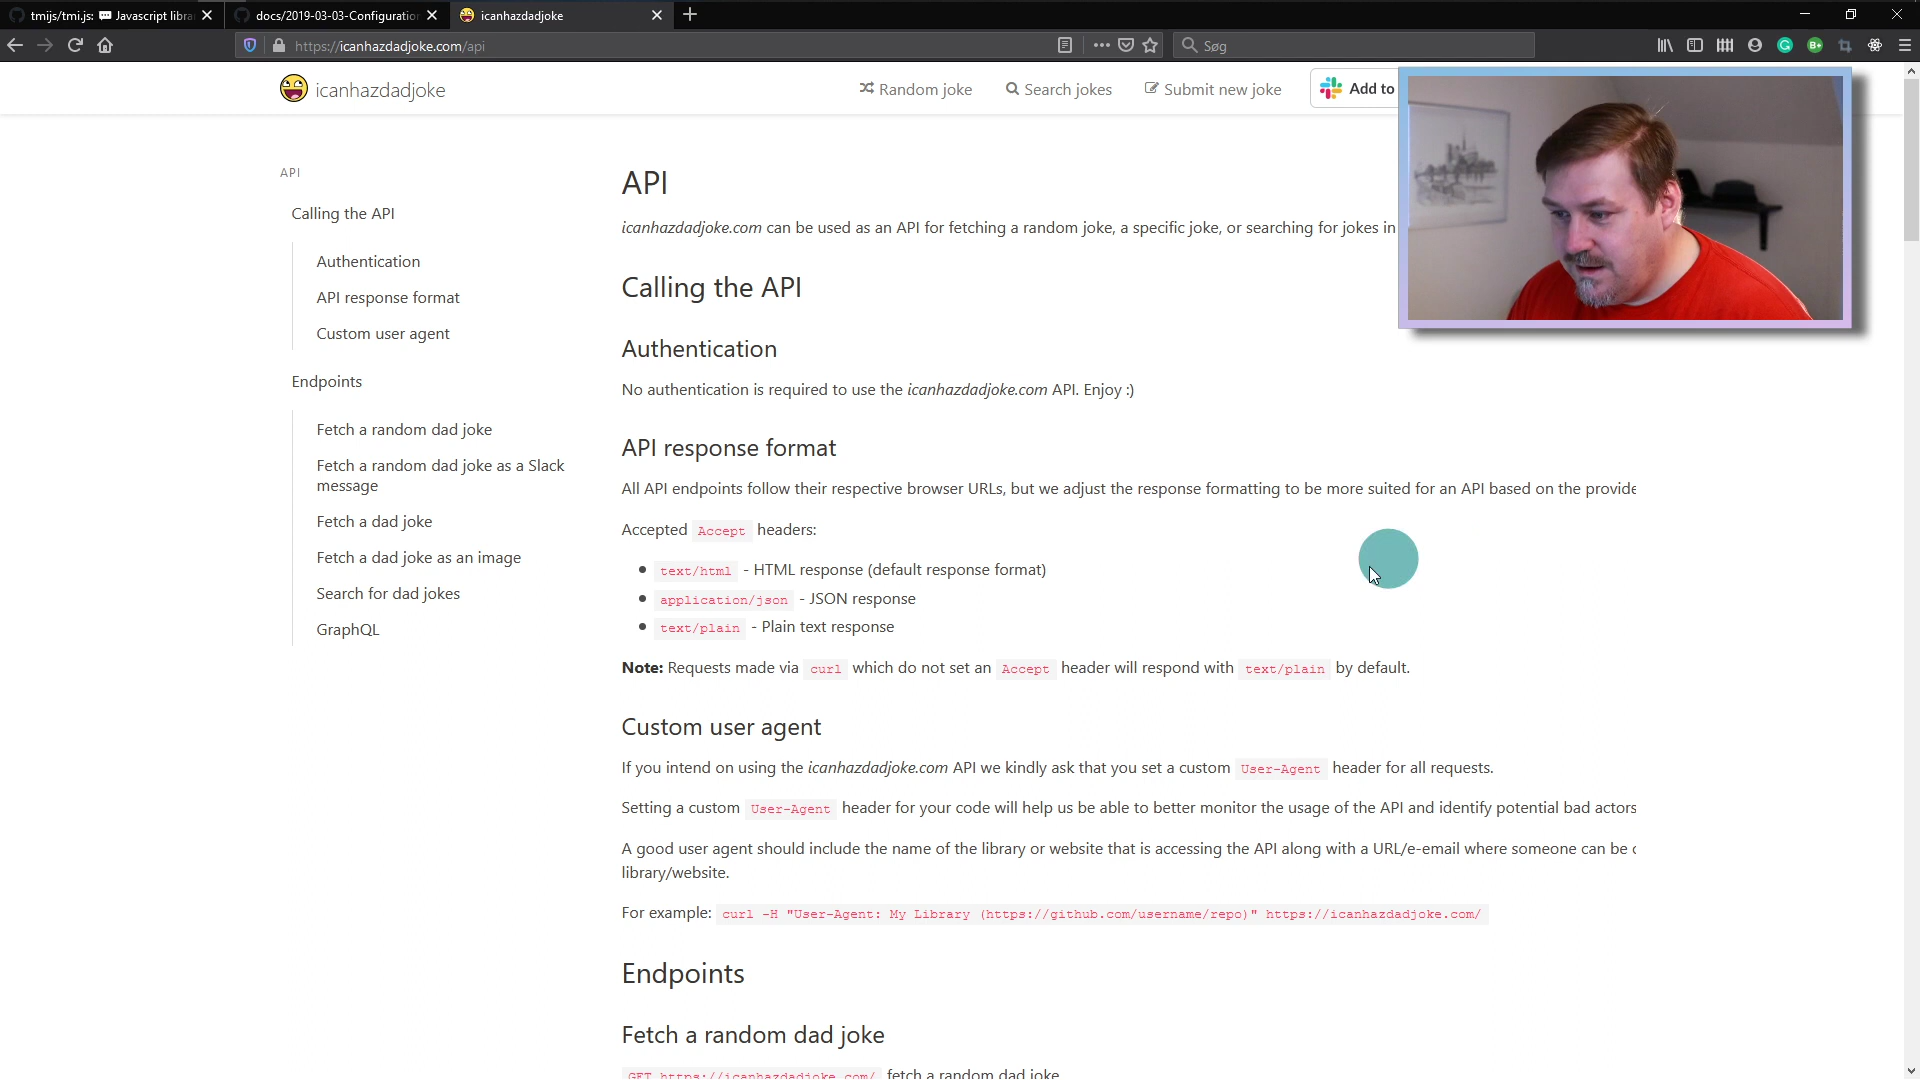 tmijs/tmi.js: Javascript libra
docs/2019-03-03-Configuration
icanhazdadjoke
https://icanhazdadjoke.com/api
Søg
icanhazdadjoke
Random joke
Search jokes
Submit new joke
Add to
API
Calling the API
Authentication
API response format
Custom user agent
Endpoints
Fetch a random dad joke
Fetch a random dad joke as a Slack
message
Fetch a dad joke
Fetch a dad joke as an image
Search for dad jokes
GraphQL
API
icanhazdadjoke.com can be used as an API for fetching a random joke, a specific joke, or searching for jokes in
Calling the API
Authentication
No authentication is required to use the icanhazdadjoke.com API. Enjoy :)
API response format
All API endpoints follow their respective browser URLs, but we adjust the response formatting to be more suited for an API based on the provide
Accepted Accept headers:
text/html - HTML response (default response format)
application/json - JSON response
text/plain - Plain text response
Note: Requests made via curl which do not set an Accept header will respond with text/plain by default.
Custom user agent
If you intend on using the icanhazdadjoke.com API we kindly ask that you set a custom User-Agent header for all requests.
Setting a custom User-Agent header for your code will help us be able to better monitor the usage of the API and identify potential bad actors
A good user agent should include the name of the library or website that is accessing the API along with a URL/e-email where someone can be
library/website.
For example: curl -H "User-Agent: My Library (https://github.com/username/repo)" https://icanhazdadjoke.com/
Endpoints
Fetch a random dad joke
GET https://icanhazdadjoke.com/ fetch a random dad joke